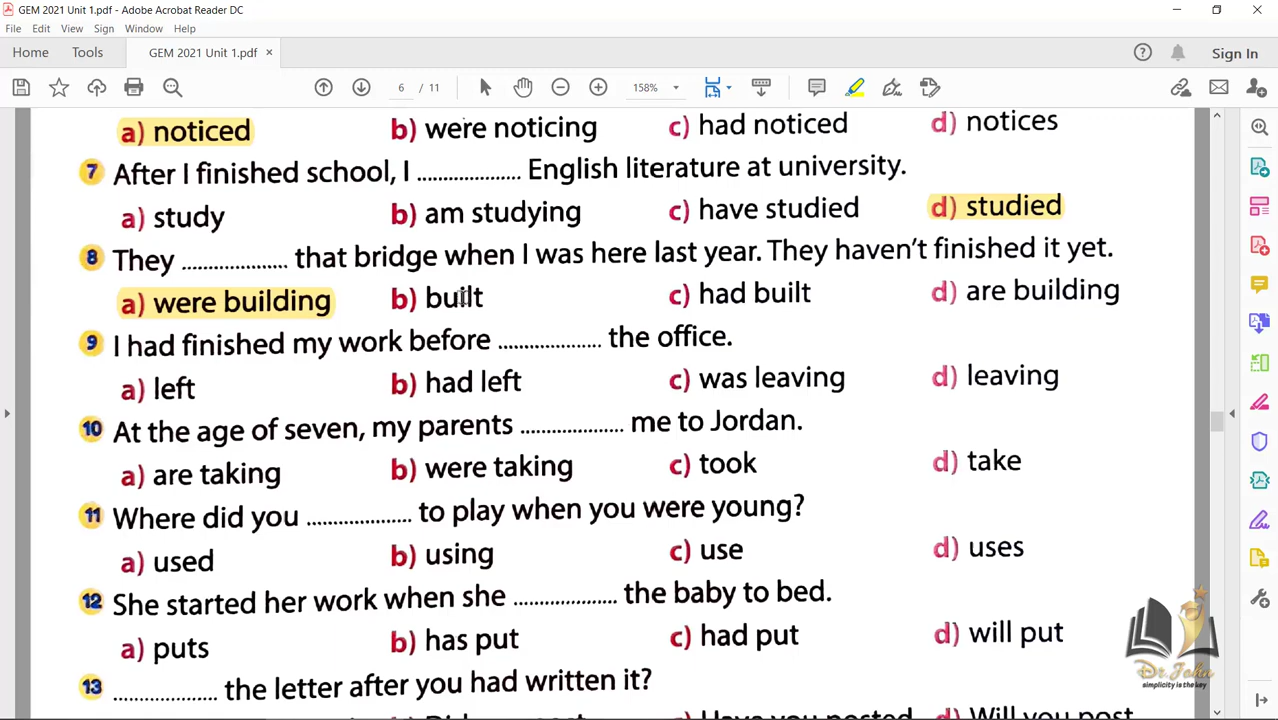 GEM 2021 Unit 1.pdf - Adobe Acrobat Reader DC
File Edit View Sign Window Help
Home Tools GEM 2021 Unit 1.pdf × Sign In
6 / 11 158%
a) noticed b) were noticing c) had noticed d) notices
7 After I finished school, I .................... English literature at university.
a) study b) am studying c) have studied d) studied
8 They .................... that bridge when I was here last year. They haven't finished it yet.
a) were building b) built c) had built d) are building
9 I had finished my work before .................... the office.
a) left b) had left c) was leaving d) leaving
10 At the age of seven, my parents .................... me to Jordan.
a) are taking b) were taking c) took d) take
11 Where did you .................... to play when you were young?
a) used b) using c) use d) uses
12 She started her work when she .................... the baby to bed.
a) puts b) has put c) had put d) will put
13 .................... the letter after you had written it?
Have you posted d) Will you post
Dr. John
simplicity is the key